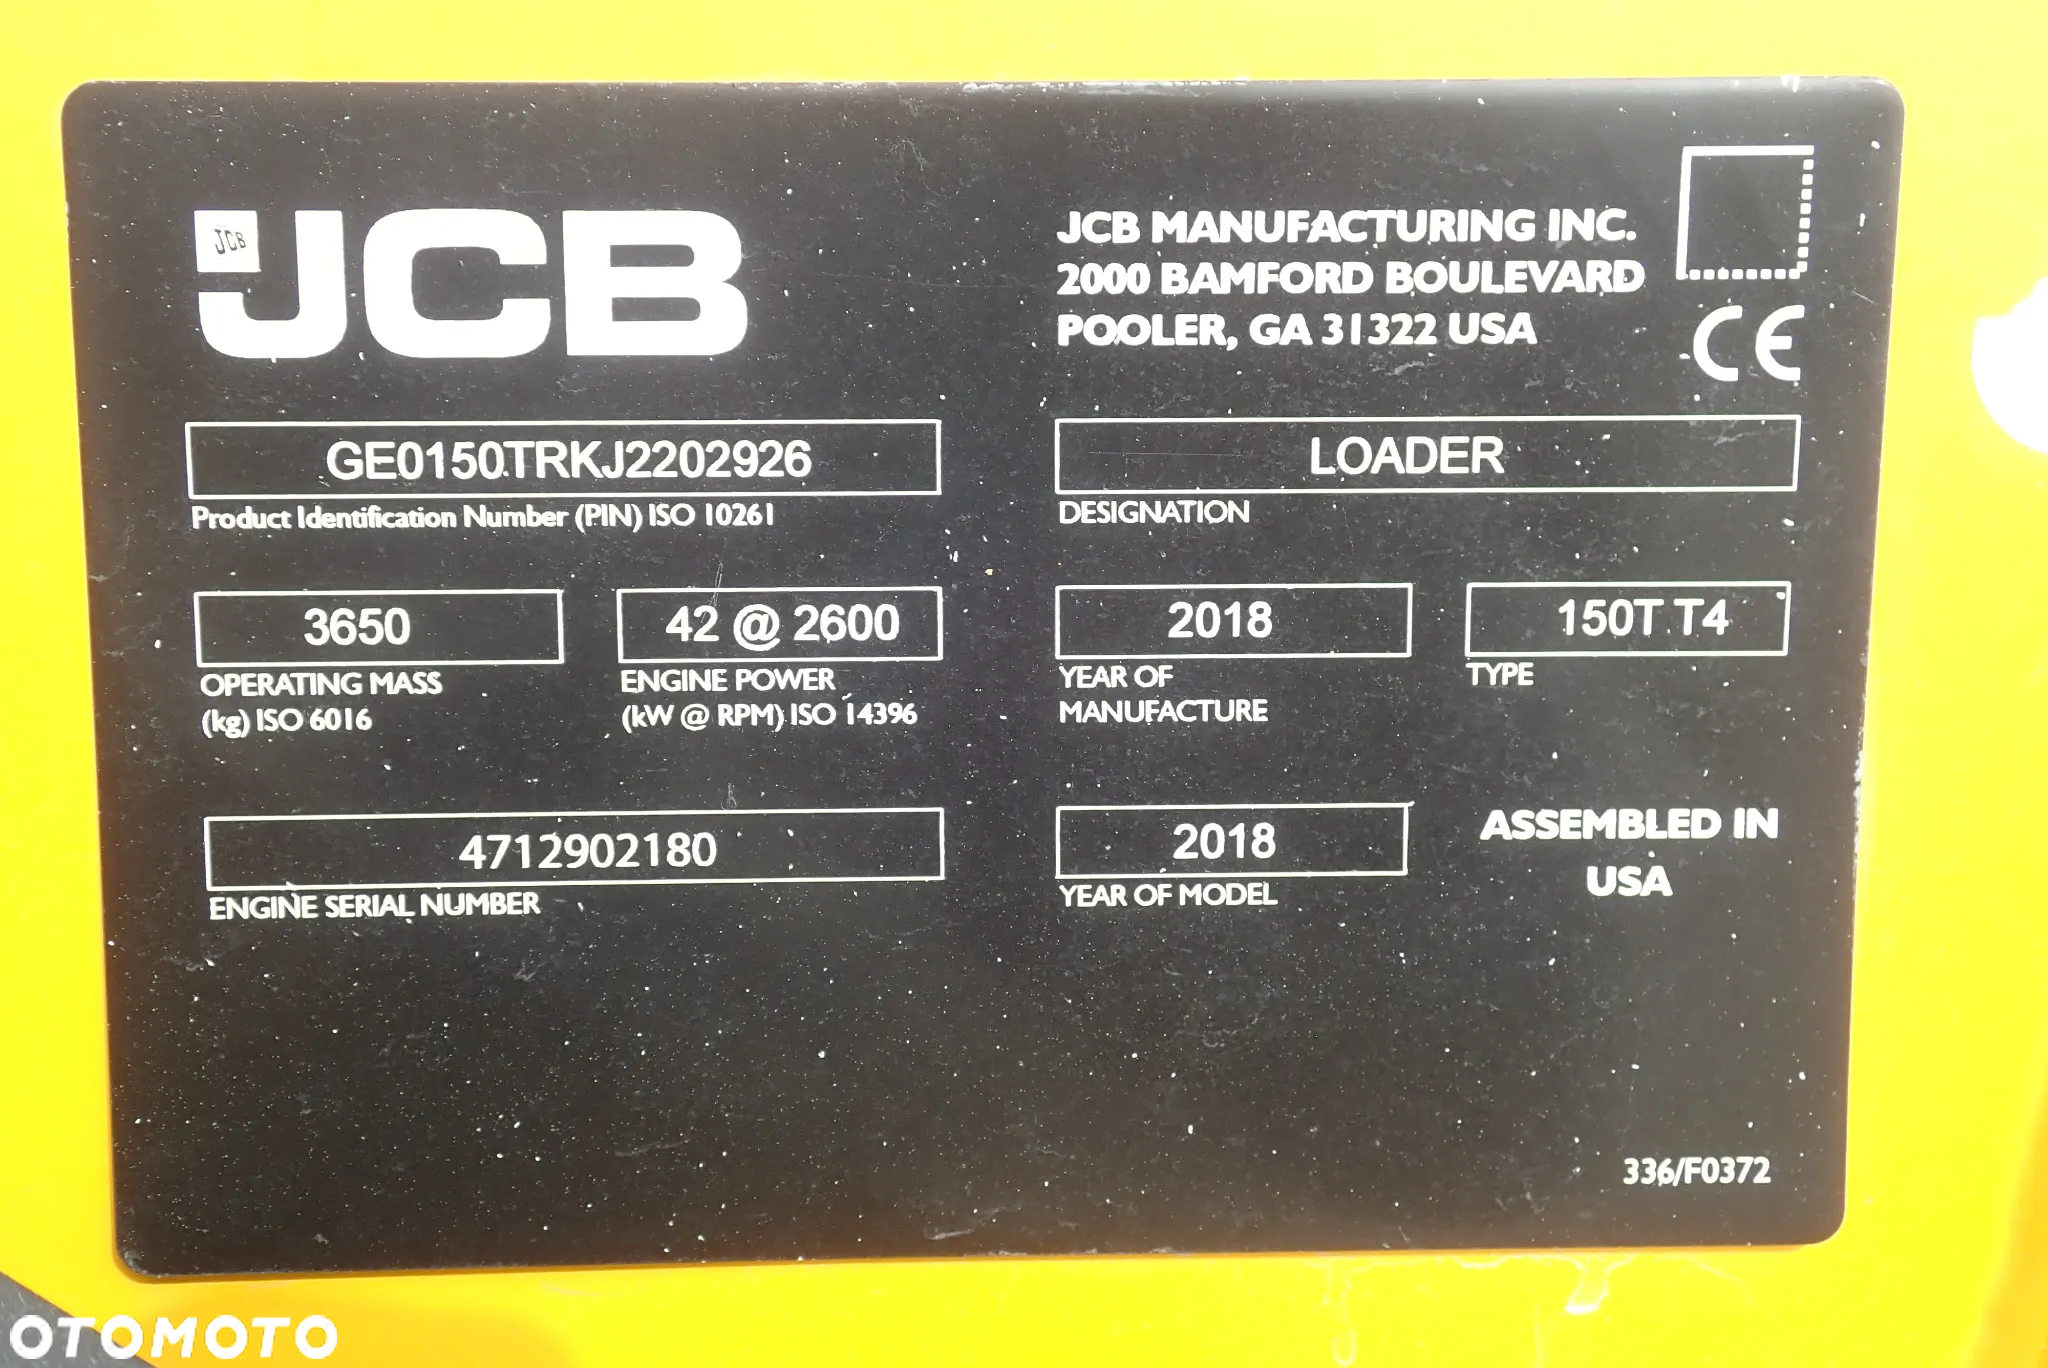 JCB
JCB
JCB MANUFACTURING INC.
2000 BAMFORD BOULEVARD
POOLER, GA 31322 USA
CE
GE0150TRKJ2202926
Product Identification Number (PIN) ISO 10261
LOADER
DESIGNATION
3650
OPERATING MASS
(kg) ISO 6016
42 @ 2600
ENGINE POWER
(kW @ RPM) ISO 14396
2018
YEAR OF
MANUFACTURE
150T T4
TYPE
4712902180
ENGINE SERIAL NUMBER
2018
YEAR OF MODEL
ASSEMBLED IN
USA
336/F0372
OTOMOTO